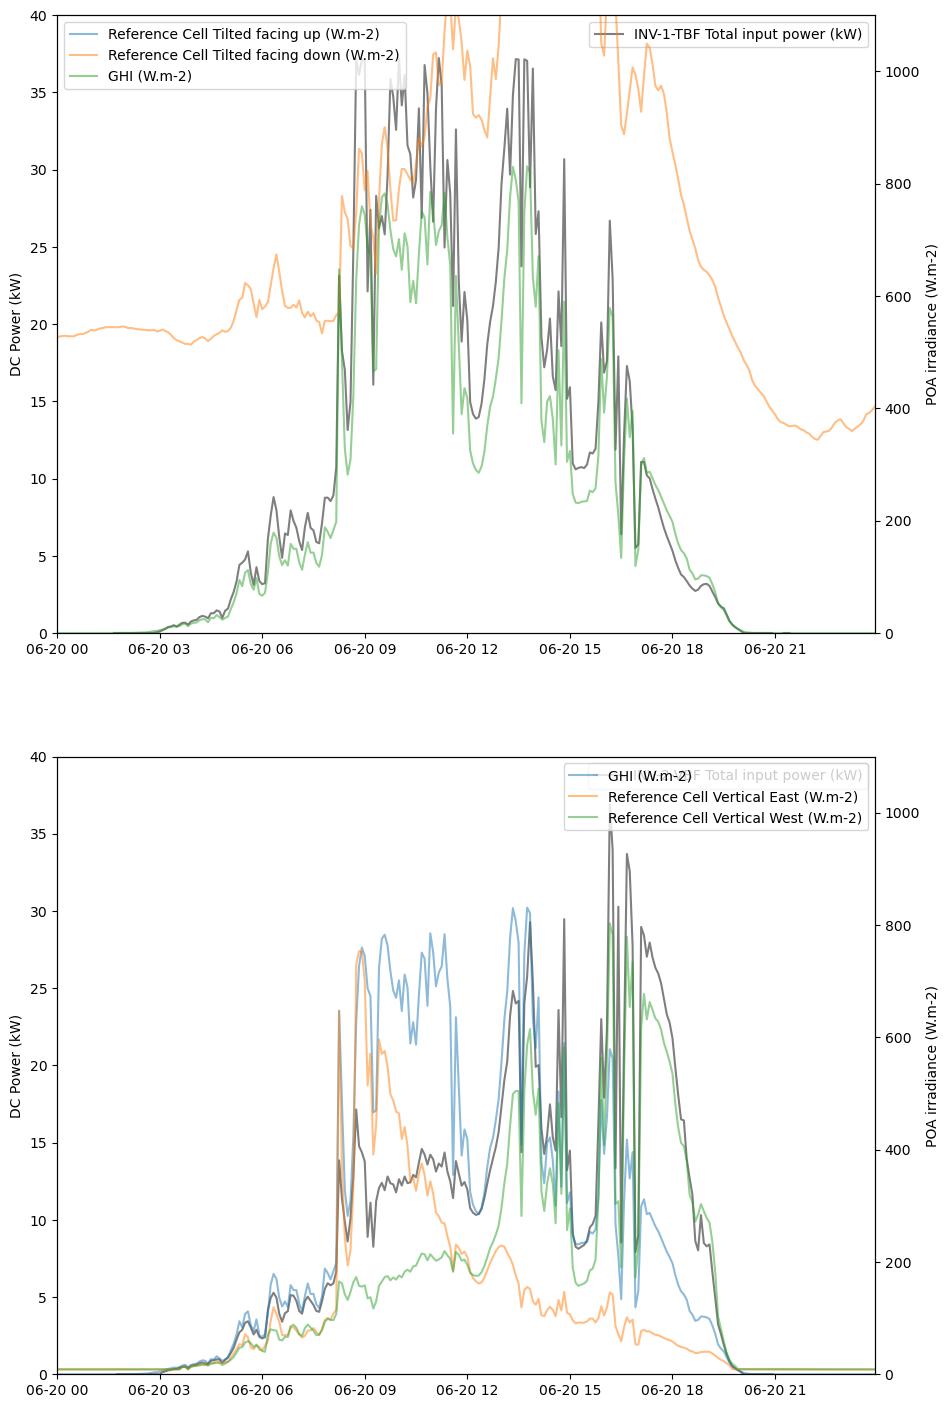 40
35
30
25
20
15
10
5
0
DC Power (kW)
Reference Cell Tilted facing up (W.m-2)
Reference Cell Tilted facing down (W.m-2)
GHI (W.m-2)
INV-1-TBF Total input power (kW)
1000
800
600
400
200
0
POA irradiance (W.m-2)
06-20 00 06-20 03 06-20 06 06-20 09 06-20 12 06-20 15 06-20 18 06-20 21
40
35
30
25
20
15
10
5
0
DC Power (kW)
GHI (W.m-2)
Total input power (kW)
Reference Cell Vertical East (W.m-2)
Reference Cell Vertical West (W.m-2)
1000
800
600
400
200
0
POA irradiance (W.m-2)
06-20 00 06-20 03 06-20 06 06-20 09 06-20 12 06-20 15 06-20 18 06-20 21